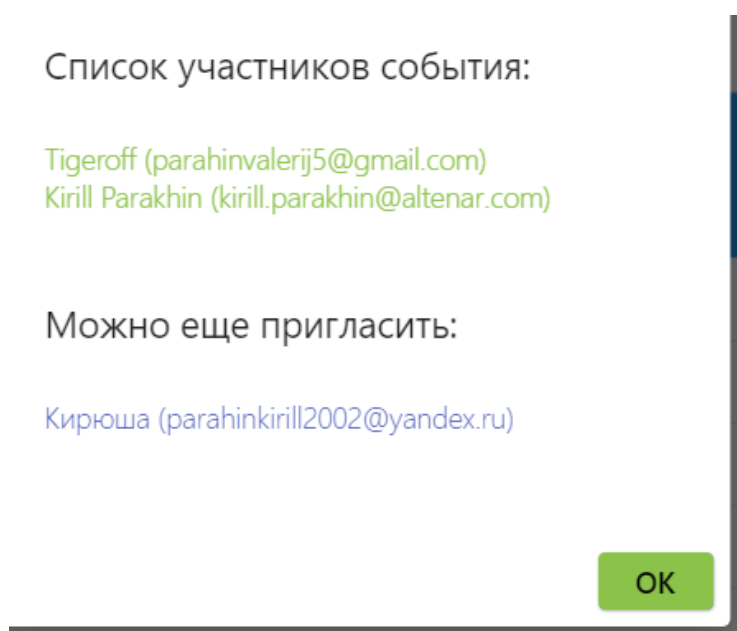 Список участников события:
Tigeroff (parahinvalerij5@gmail.com)
Kirill Parakhin (kirill.parakhin@altenar.com)
Можно еще пригласить:
Кирюша (parahinkirill2002@yandex.ru)
ОК